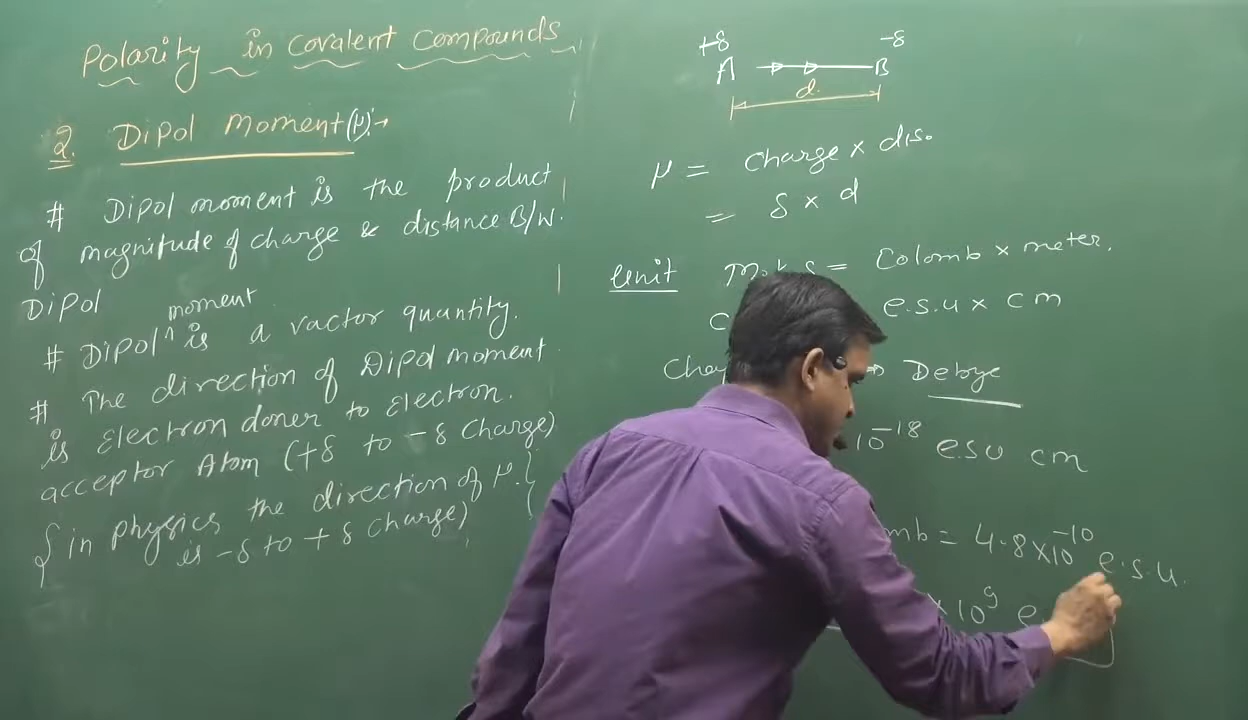 Polarity in Covalent Compounds
2. Dipol Moment (μ):→
# Dipol moment is the product
of magnitude of charge & distance B/W.
Dipol
# Dipol moment is a vactor quantity.
# The direction of Dipol moment
is Electron doner to Electron.
acceptor Atom (+δ to -δ charge)
{in physics the direction of μ.}
is -δ to +δ charge)
+δ -δ
A B
d.
μ = charge × dis.
= δ × d
Unit = Colomb × meter.
e.s.u × cm
→ Debye
10⁻¹⁸ esu cm
mb = 4.8×10⁻¹⁰ e.s.u.
× 10⁹ e